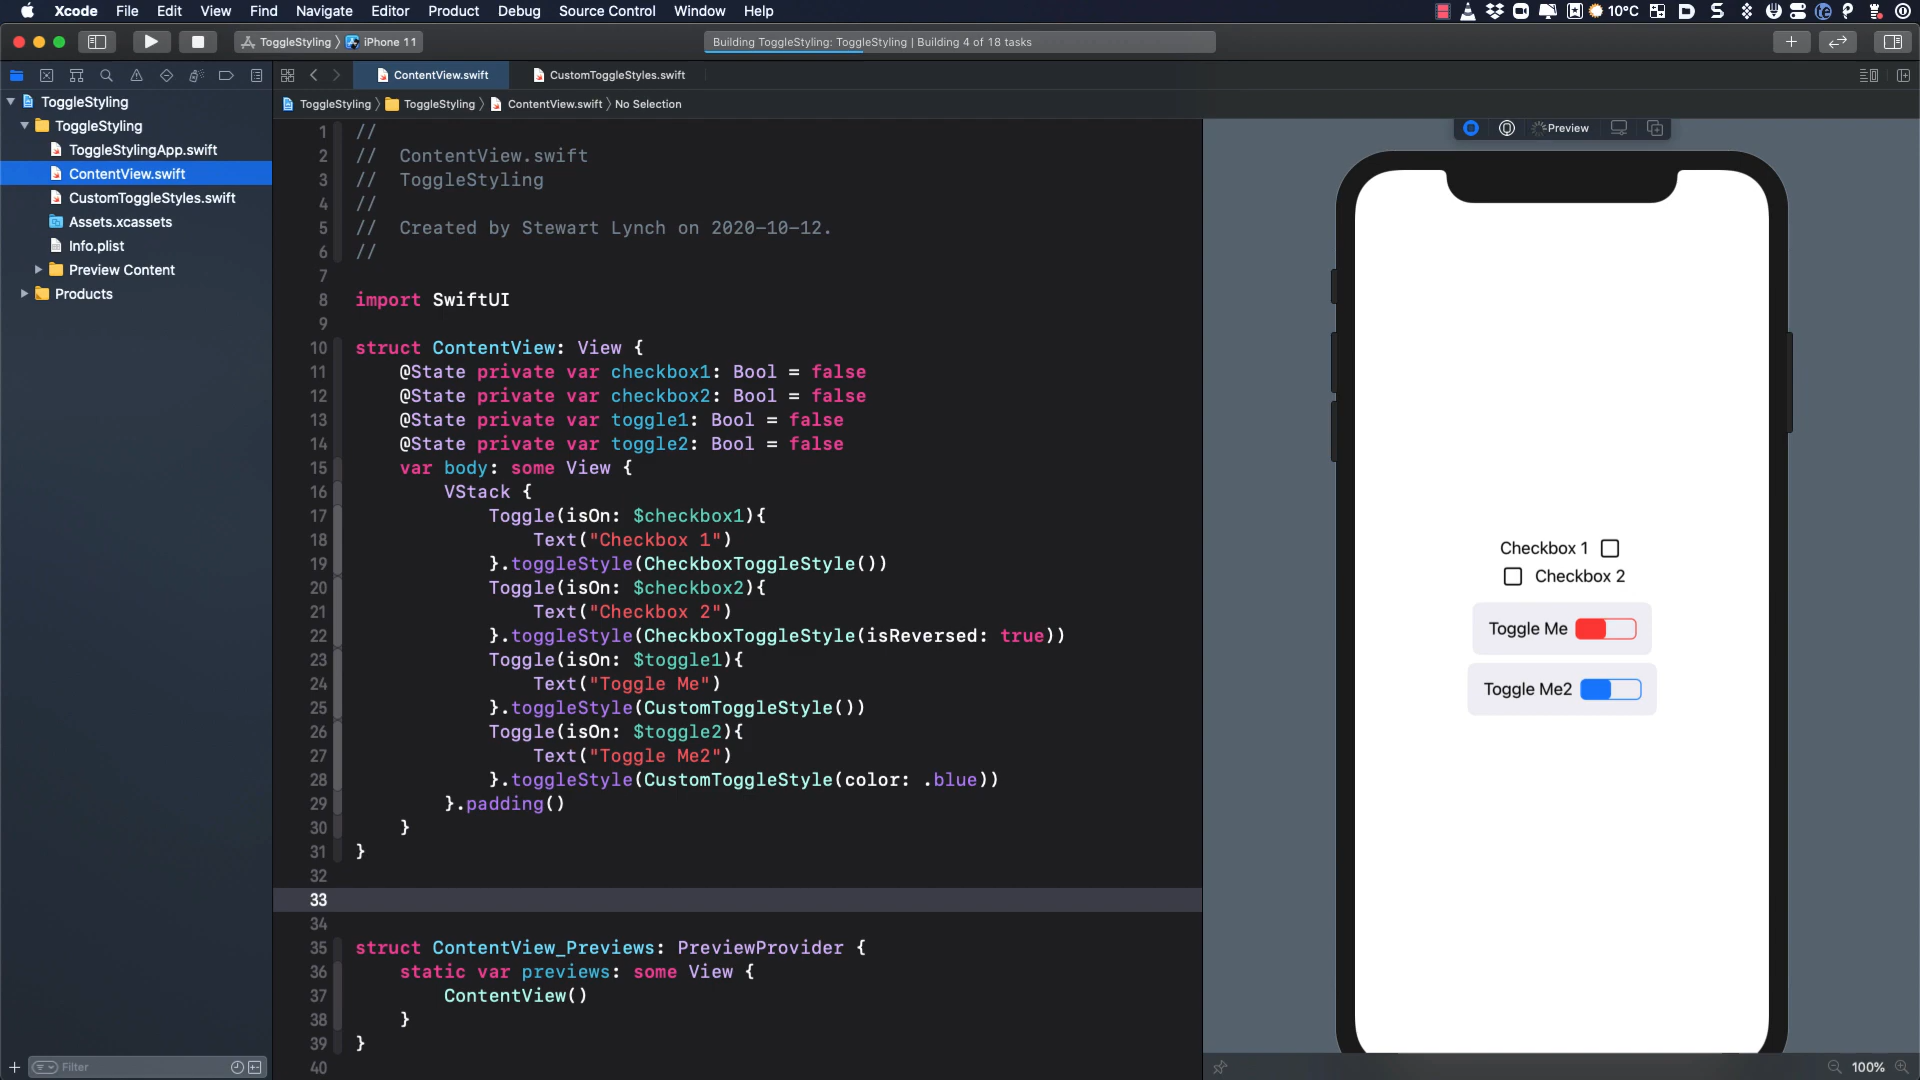 Xcode File Edit View Find Navigate Editor Product Debug Source Control Window Help
10°C
ToggleStyling 〉 iPhone 11
Building ToggleStyling: ToggleStyling | Building 4 of 18 tasks
ContentView.swift
CustomToggleStyles.swift
ToggleStyling 〉 ToggleStyling 〉 ContentView.swift 〉 No Selection
ToggleStyling
ToggleStyling
ToggleStylingApp.swift
ContentView.swift
CustomToggleStyles.swift
Assets.xcassets
Info.plist
Preview Content
Products
Filter
1 //
2 // ContentView.swift
3 // ToggleStyling
4 //
5 // Created by Stewart Lynch on 2020-10-12.
6 //
7
8 import SwiftUI
9
10 struct ContentView: View {
11 @State private var checkbox1: Bool = false
12 @State private var checkbox2: Bool = false
13 @State private var toggle1: Bool = false
14 @State private var toggle2: Bool = false
15 var body: some View {
16 VStack {
17 Toggle(isOn: $checkbox1){
18 Text("Checkbox 1")
19 }.toggleStyle(CheckboxToggleStyle())
20 Toggle(isOn: $checkbox2){
21 Text("Checkbox 2")
22 }.toggleStyle(CheckboxToggleStyle(isReversed: true))
23 Toggle(isOn: $toggle1){
24 Text("Toggle Me")
25 }.toggleStyle(CustomToggleStyle())
26 Toggle(isOn: $toggle2){
27 Text("Toggle Me2")
28 }.toggleStyle(CustomToggleStyle(color: .blue))
29 }.padding()
30 }
31 }
32
33
34
35 struct ContentView_Previews: PreviewProvider {
36 static var previews: some View {
37 ContentView()
38 }
39 }
40
Preview
Checkbox 1
Checkbox 2
Toggle Me
Toggle Me2
100%